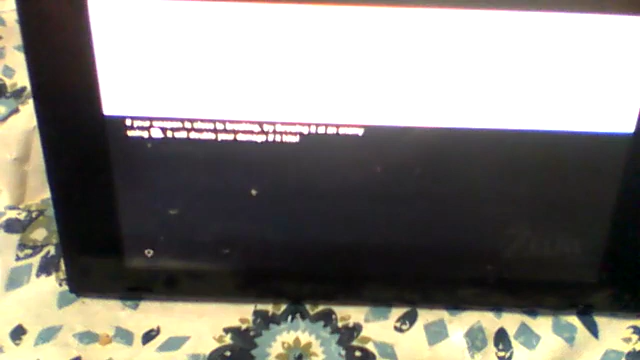 If your weapon is close to breaking, try throwing it at an enemy
using R. It will double your damage if it hits!